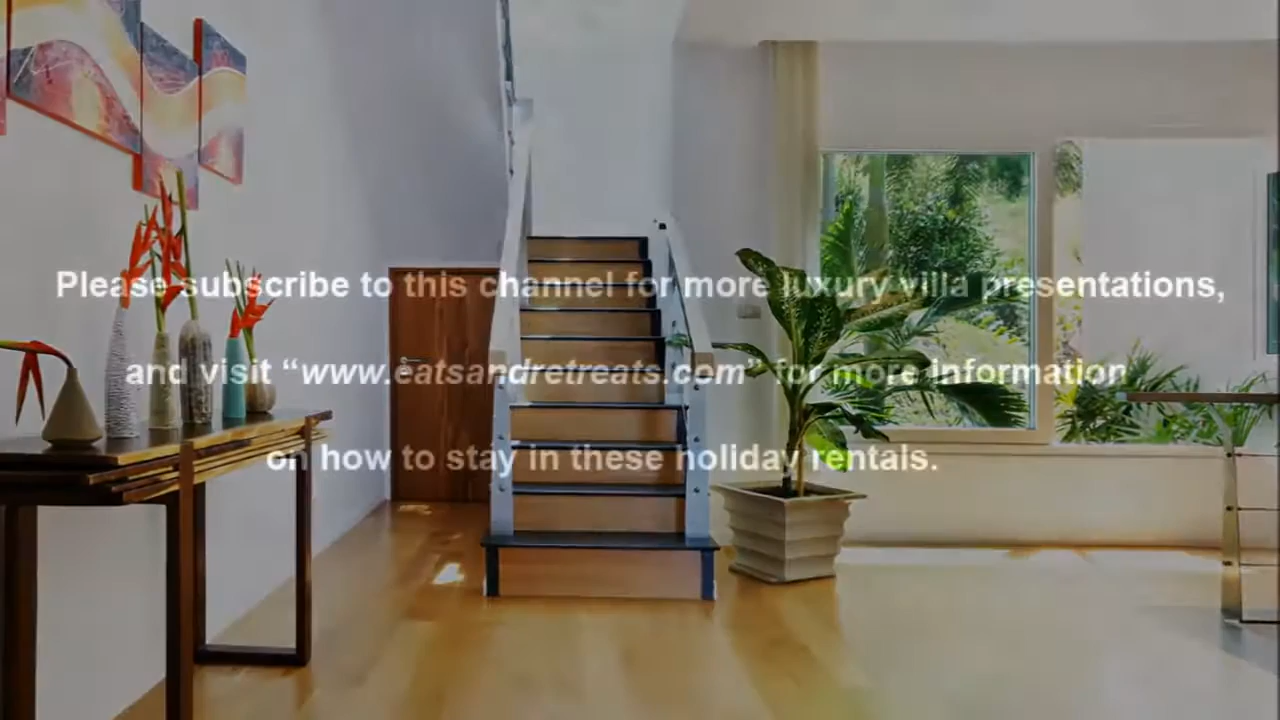 Please subscribe to this channel for more luxury villa presentations,
and visit “www.eatsandretreats.com” for more information
on how to stay in these holiday rentals.